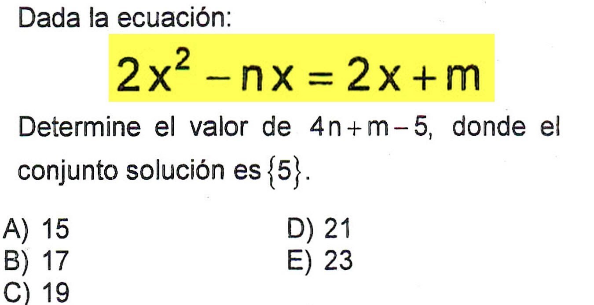 Dada la ecuación:
2x² − nx = 2x + m
Determine el valor de 4n+m−5, donde el
conjunto solución es {5}.
A) 15
D) 21
B) 17
E) 23
C) 19